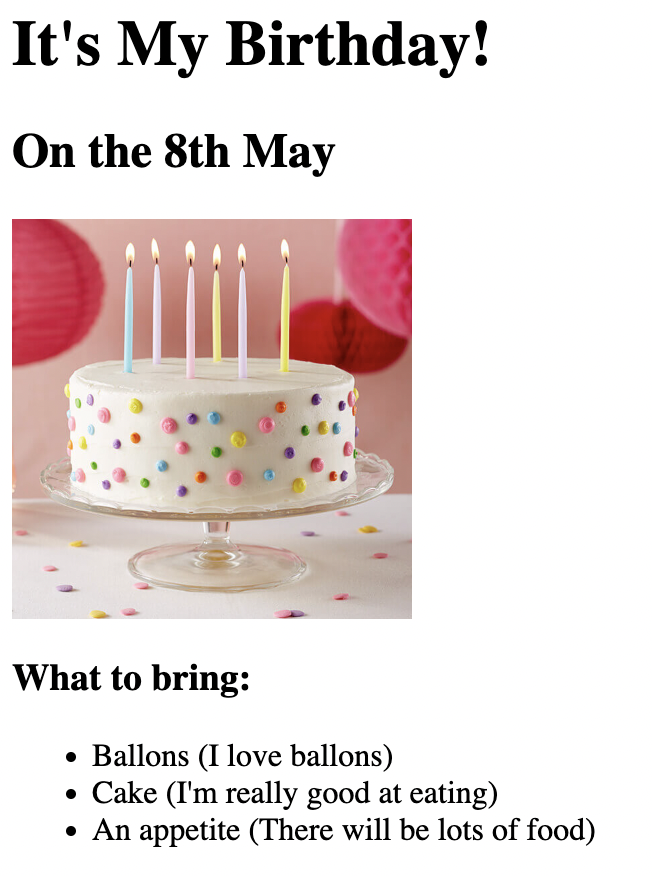 It's My Birthday!
On the 8th May
What to bring:
Ballons (I love ballons)
Cake (I'm really good at eating)
An appetite (There will be lots of food)